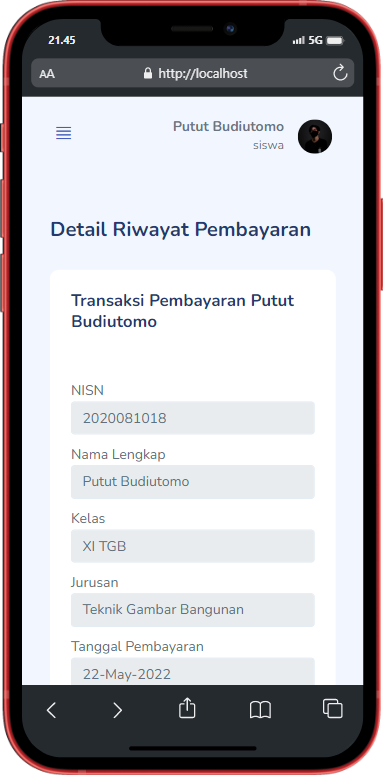 21.45 5G
AA http://localhost
Putut Budiutomo
siswa
Detail Riwayat Pembayaran
Transaksi Pembayaran Putut
Budiutomo
NISN
2020081018
Nama Lengkap
Putut Budiutomo
Kelas
XI TGB
Jurusan
Teknik Gambar Bangunan
Tanggal Pembayaran
22-May-2022